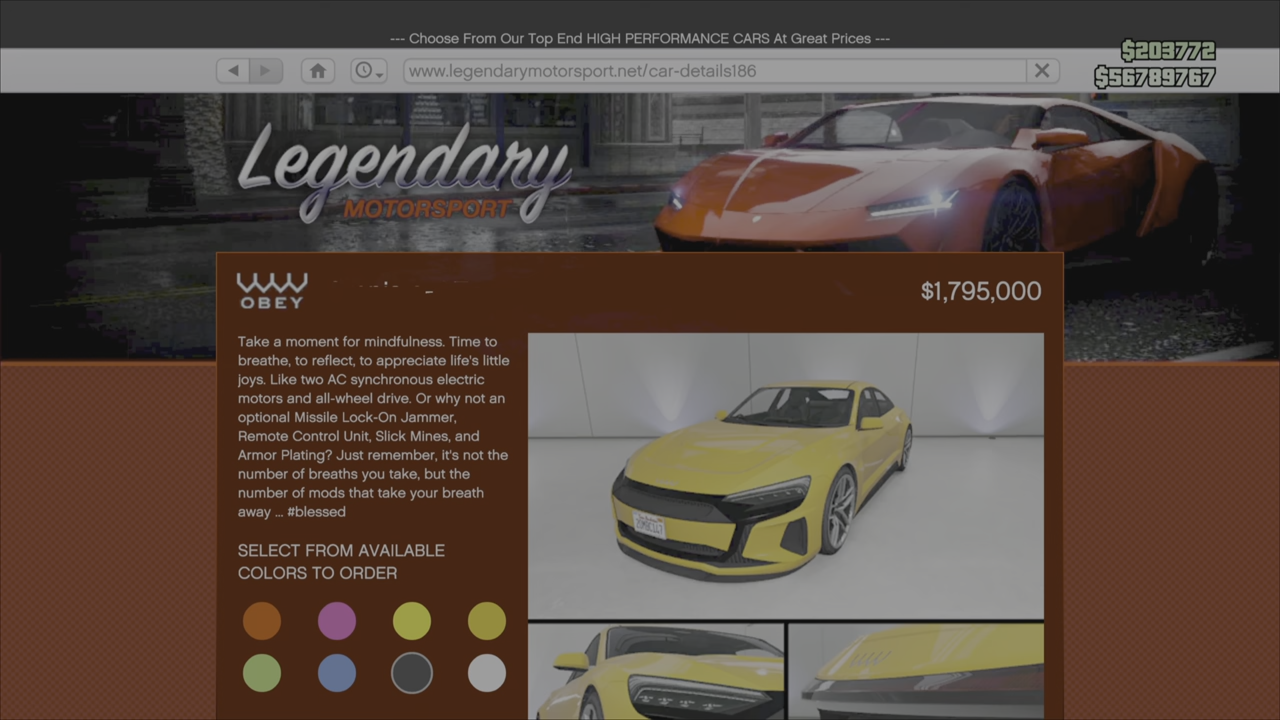 --- Choose From Our Top End HIGH PERFORMANCE CARS At Great Prices ---
$203772
www.legendarymotorsport.net/car-details186
$56789767
Legendary
MOTORSPORT
OBEY
$1,795,000
Take a moment for mindfulness. Time to
breathe, to reflect, to appreciate life's little
joys. Like two AC synchronous electric
motors and all-wheel drive. Or why not an
optional Missile Lock-On Jammer,
Remote Control Unit, Slick Mines, and
Armor Plating? Just remember, it's not the
number of breaths you take, but the
number of mods that take your breath
away ... #blessed
SELECT FROM AVAILABLE
COLORS TO ORDER